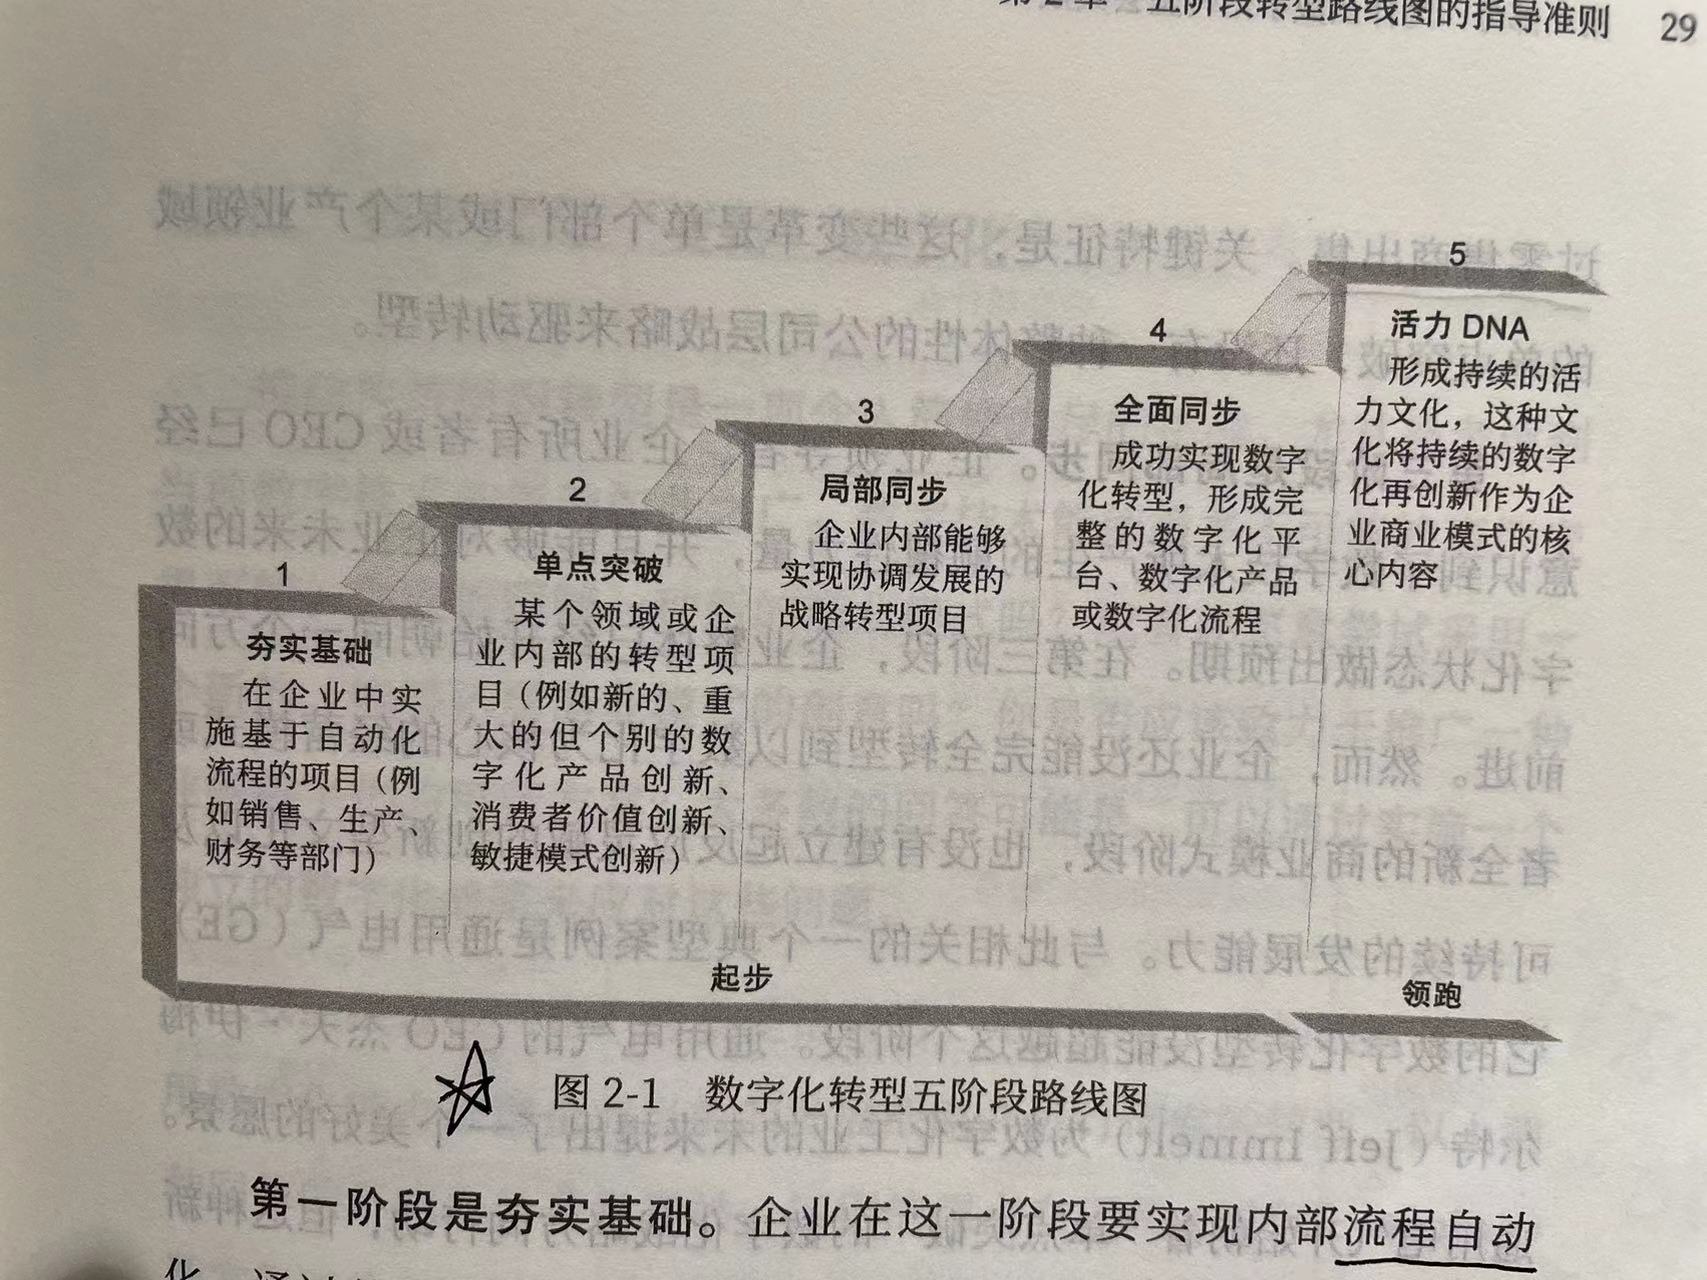 第2章 五阶段转型路线图的指导准则 29
1
夯实基础
在企业中实
施基于自动化
流程的项目（例
如销售、生产、
财务等部门）
2
单点突破
某个领域或企
业内部的转型项
目（例如新的、重
大的但个别的数
字化产品创新、
消费者价值创新、
敏捷模式创新）
3
局部同步
企业内部能够
实现协调发展的
战略转型项目
4
全面同步
成功实现数字
化转型，形成完
整的数字化平
台、数字化产品
或数字化流程
5
活力 DNA
形成持续的活
力文化，这种文
化将持续的数字
化再创新作为企
业商业模式的核
心内容
起步
领跑
图 2-1 数字化转型五阶段路线图
第一阶段是夯实基础。企业在这一阶段要实现内部流程自动